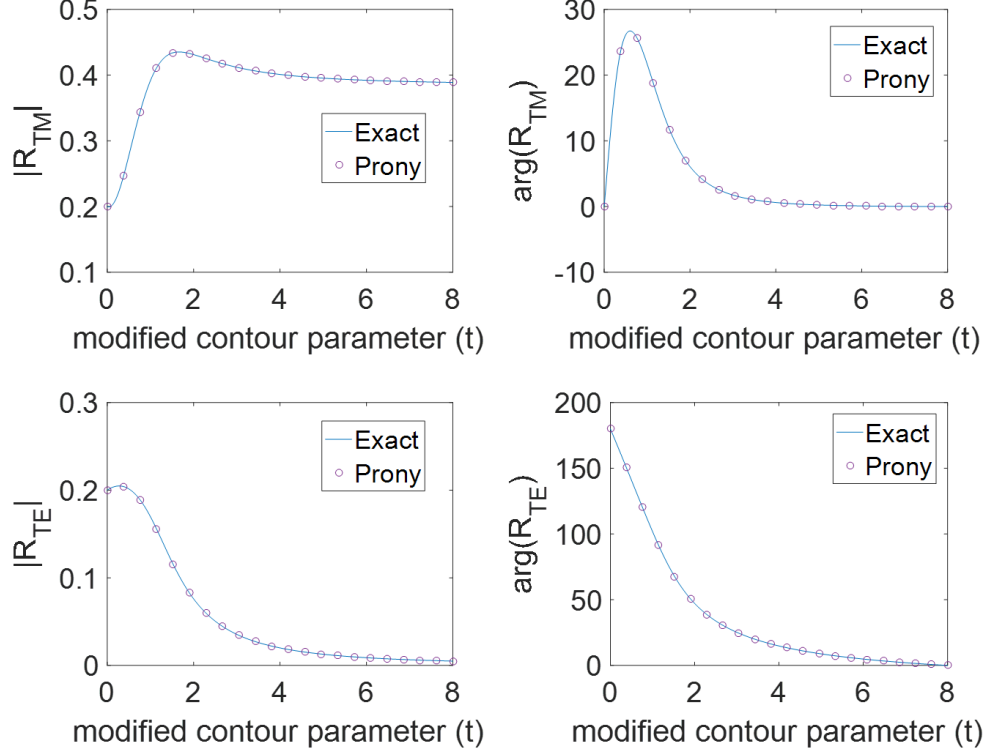 |R_TM|
0.5
0.4
0.3
0.2
0.1
Exact
Prony
0 2 4 6 8
modified contour parameter (t)
arg(R_TM)
30
20
10
0
-10
Exact
Prony
0 2 4 6 8
modified contour parameter (t)
|R_TE|
0.3
0.2
0.1
0
Exact
Prony
0 2 4 6 8
modified contour parameter (t)
arg(R_TE)
200
150
100
50
0
Exact
Prony
0 2 4 6 8
modified contour parameter (t)